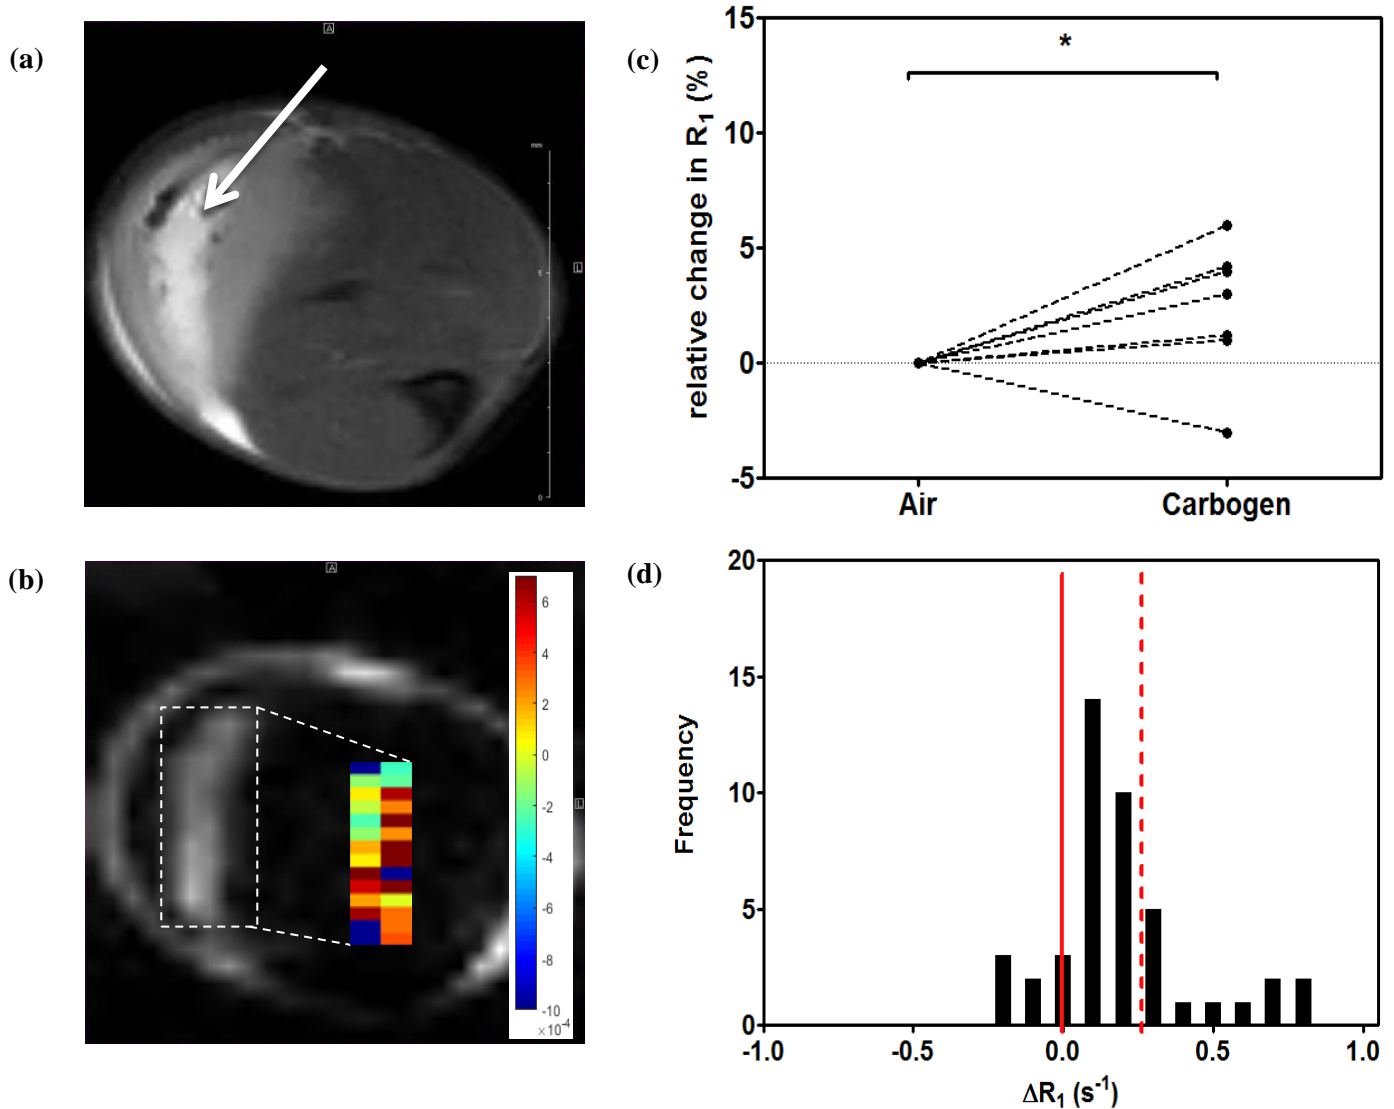 (a)
A
mm
5
0
L
(c)
15
*
10
5
0
-5
relative change in R1 (%)
Air
Carbogen
(b)
A
6
4
2
0
-2
-4
-6
-8
-10
×10-4
L
(d)
20
15
10
5
0
Frequency
-1.0
-0.5
0.0
0.5
1.0
ΔR1 (s-1)